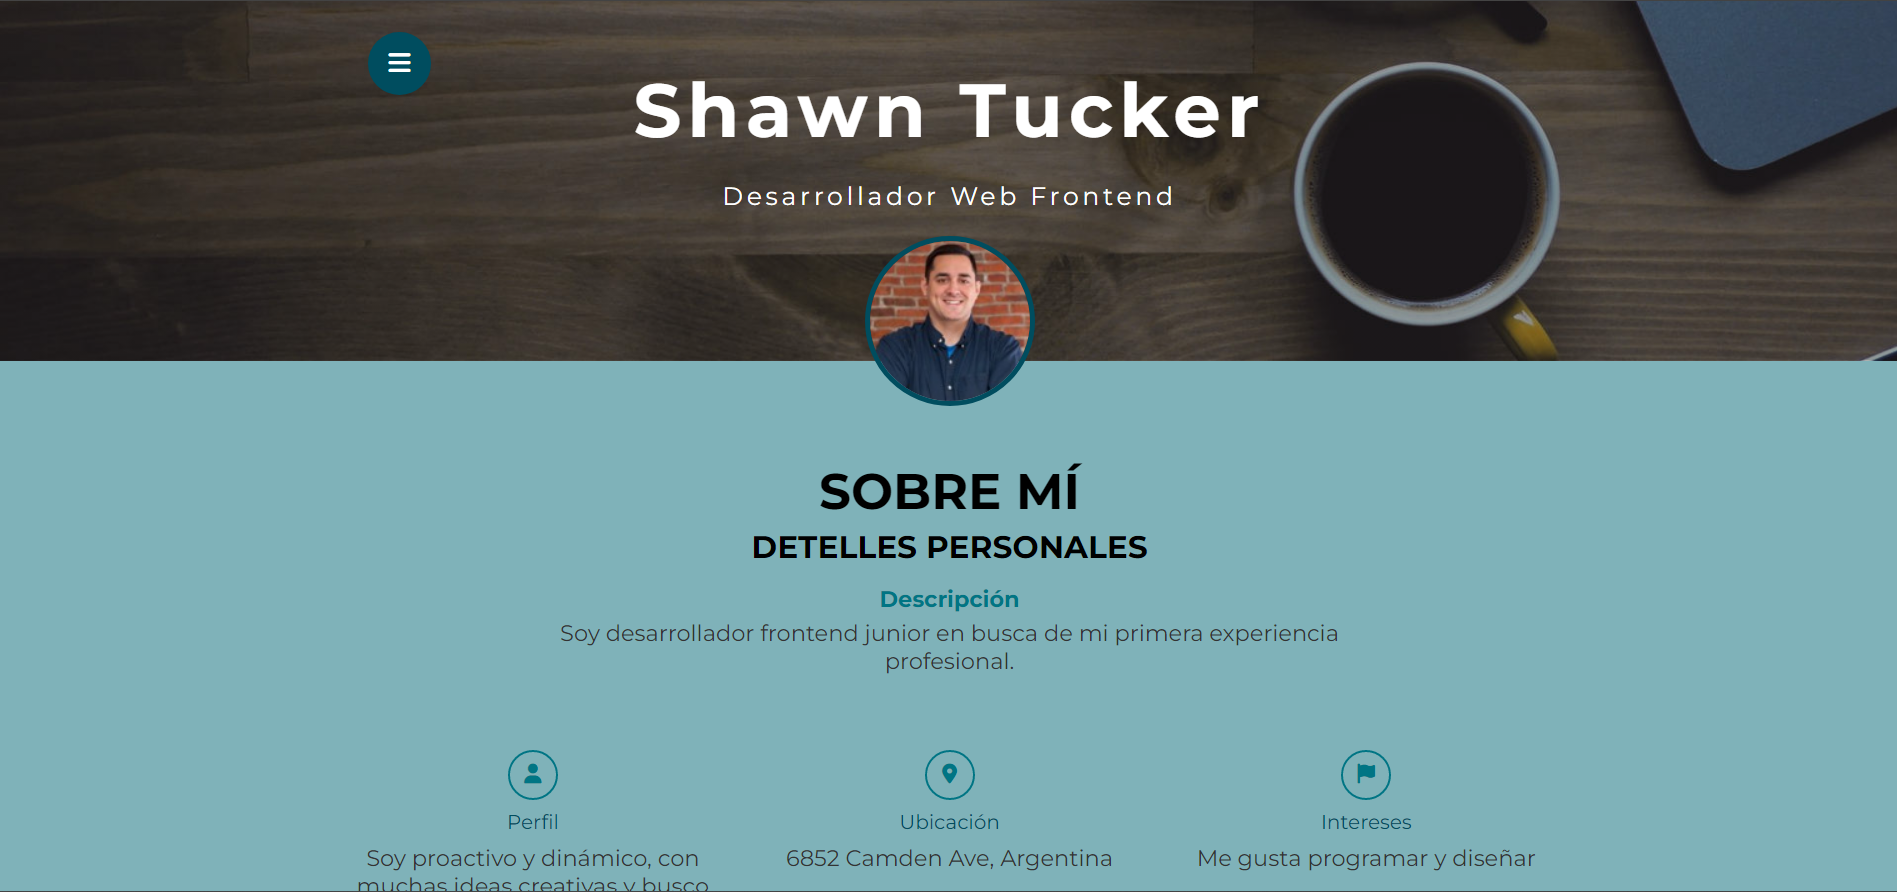 Shawn Tucker
Desarrollador Web Frontend
SOBRE MÍ
DETELLES PERSONALES
Descripción
Soy desarrollador frontend junior en busca de mi primera experiencia
profesional.
Perfil
Ubicación
Intereses
Soy proactivo y dinámico, con
6852 Camden Ave, Argentina
Me gusta programar y diseñar
muchas ideas creativas y busco